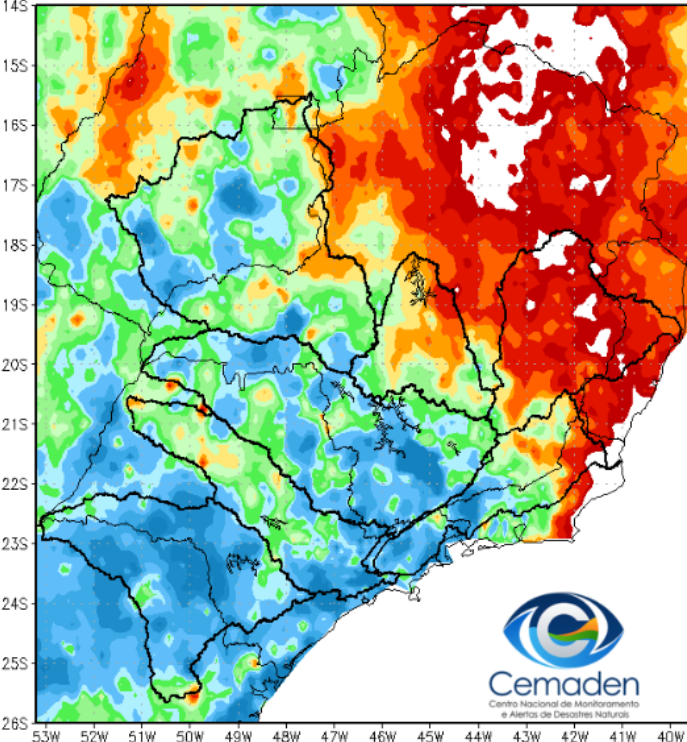 14S
15S
16S
17S
18S
19S
20S
21S
22S
23S
24S
25S
26S
53W 52W 51W 50W 49W 48W 47W 46W 45W 44W 43W 42W 41W 40W
Cemaden
Centro Nacional de Monitoramento
e Alertas de Desastres Naturais